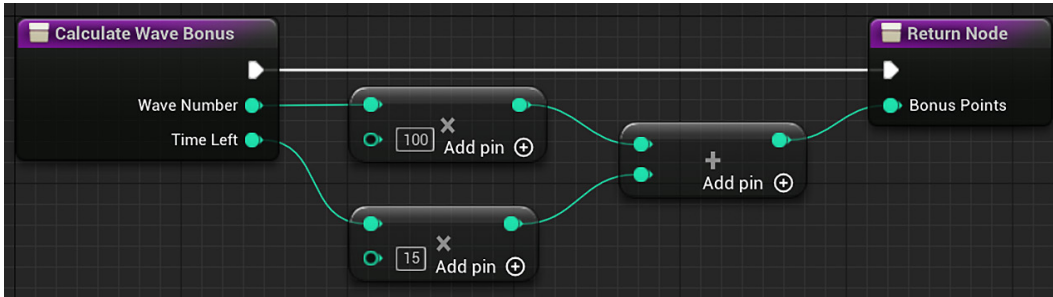 Calculate Wave Bonus
Return Node
Wave Number
Bonus Points
Time Left
×
100
Add pin
+
Add pin
×
15
Add pin